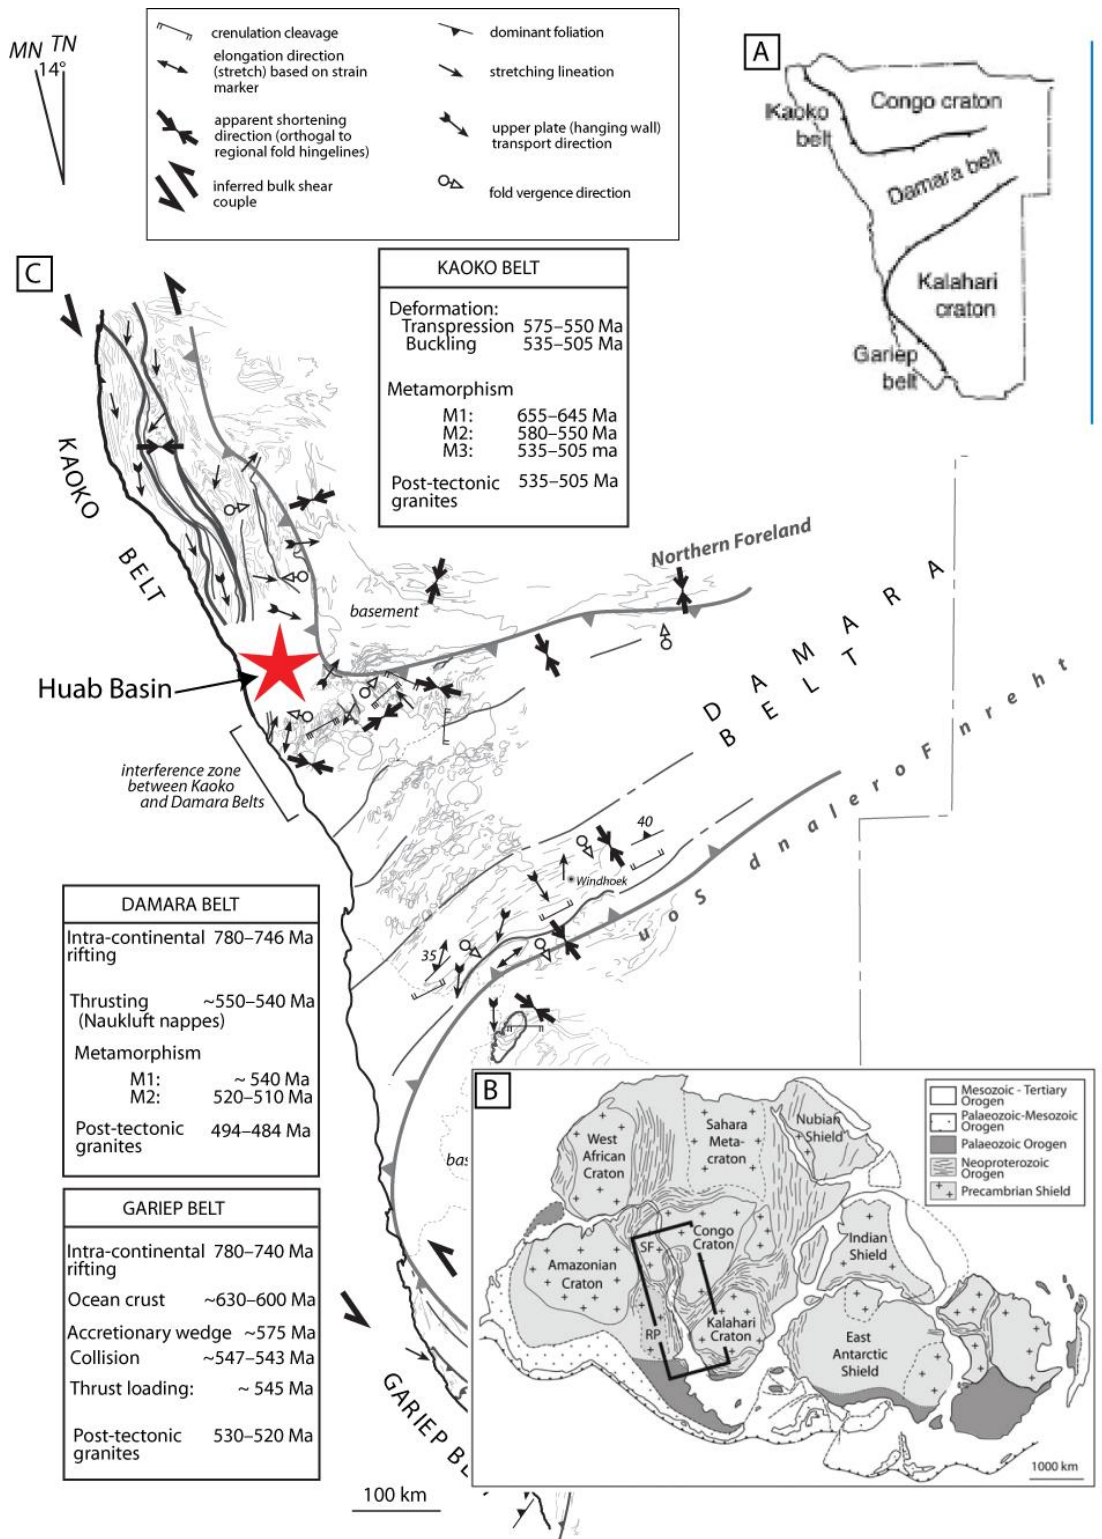 MN TN
14°
crenulation cleavage
elongation direction
(stretch) based on strain
marker
apparent shortening
direction (orthogal to
regional fold hingelines)
inferred bulk shear
couple
dominant foliation
stretching lineation
upper plate (hanging wall)
transport direction
fold vergence direction
A
Congo craton
Kaoko
belt
Damara belt
Kalahari
craton
Gariep
belt
C
KAOKO BELT
Deformation:
Transpression 575–550 Ma
Buckling 535–505 Ma
Metamorphism
M1: 655–645 Ma
M2: 580–550 Ma
M3: 535–505 ma
Post-tectonic 535–505 Ma
granites
KAOKO
BELT
Northern Foreland
basement
DAMARA
BELT
Huab Basin
interference zone
between Kaoko
and Damara Belts
40
Windhoek
35
uoS dnaleroF nreht
DAMARA BELT
Intra-continental 780–746 Ma
rifting
Thrusting ~550–540 Ma
(Naukluft nappes)
Metamorphism
M1: ~ 540 Ma
M2: 520–510 Ma
Post-tectonic 494–484 Ma
granites
bas
GARIEP BELT
Intra-continental 780–740 Ma
rifting
Ocean crust ~630–600 Ma
Accretionary wedge ~575 Ma
Collision ~547–543 Ma
Thrust loading: ~ 545 Ma
Post-tectonic 530–520 Ma
granites
GARIEP BE
100 km
B
Mesozoic - Tertiary
Orogen
Palaeozoic-Mesozoic
Orogen
Palaeozoic Orogen
Neoproterozoic
Orogen
Precambrian Shield
West
African
Craton
Sahara
Meta-
craton
Nubian
Shield
Congo
Craton
SF
Amazonian
Craton
Indian
Shield
RP
Kalahari
Craton
East
Antarctic
Shield
1000 km